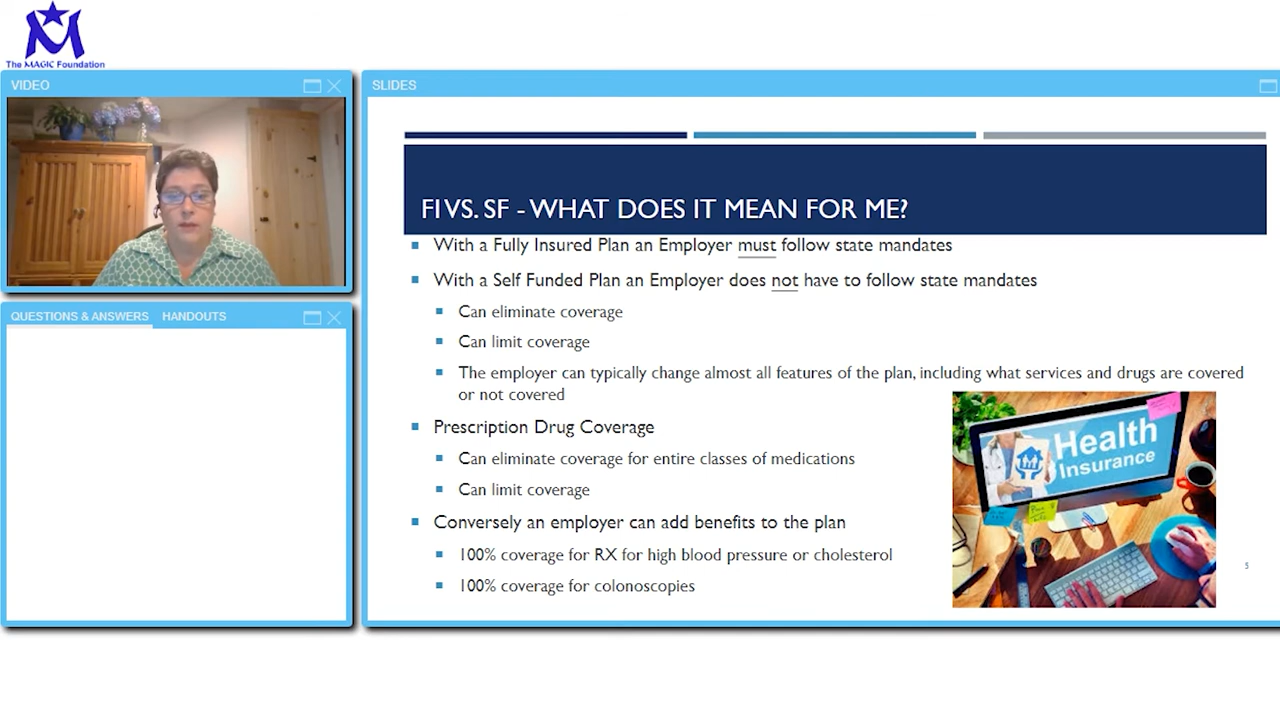 The MAGIC Foundation
VIDEO
SLIDES
FI VS. SF - WHAT DOES IT MEAN FOR ME?
With a Fully Insured Plan an Employer must follow state mandates
With a Self Funded Plan an Employer does not have to follow state mandates
Can eliminate coverage
Can limit coverage
The employer can typically change almost all features of the plan, including what services and drugs are covered
or not covered
Prescription Drug Coverage
Can eliminate coverage for entire classes of medications
Can limit coverage
Conversely an employer can add benefits to the plan
100% coverage for RX for high blood pressure or cholesterol
100% coverage for colonoscopies
Health
Insurance
5
QUESTIONS & ANSWERS HANDOUTS